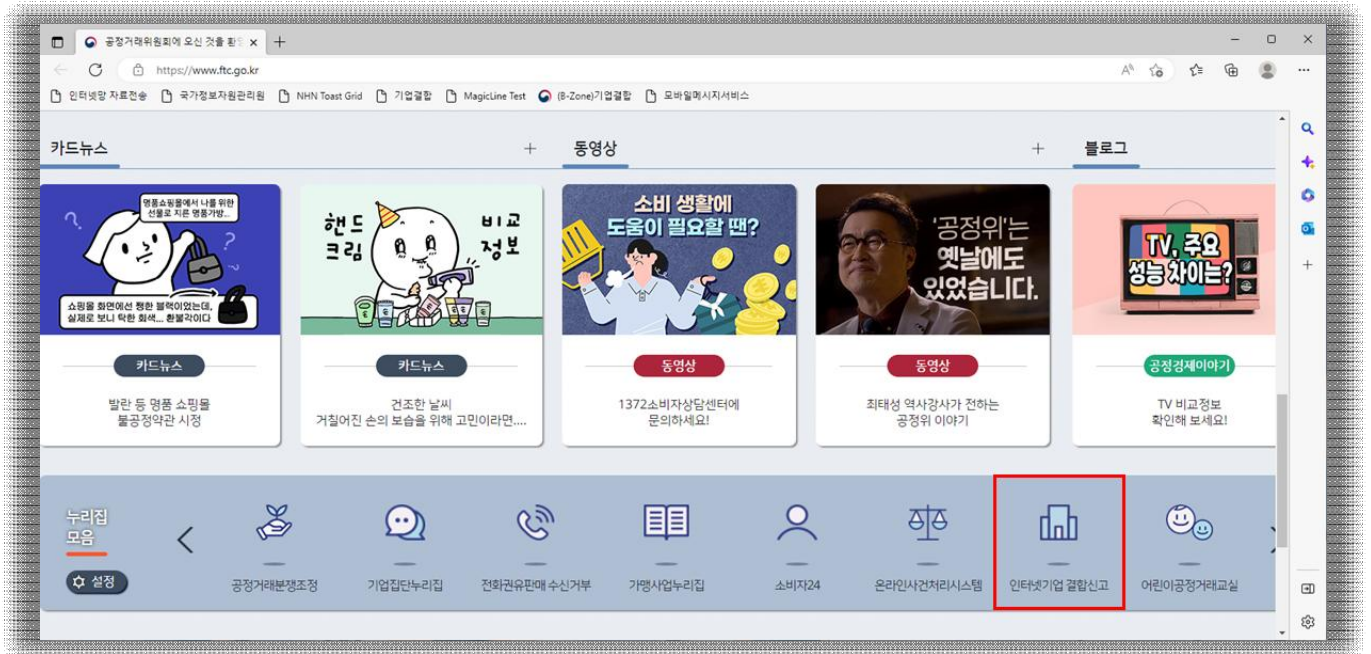 공정거래위원회에 오신 것을 환영
https://www.ftc.go.kr
인터넷망 자료전송 국가정보자원관리원 NHN Toast Grid 기업결합 MagicLine Test (B-Zone)기업결합 모바일메시지서비스
카드뉴스
동영상
블로그
명품쇼핑몰에서 나를 위한
선물로 지른 명품가방...
쇼핑몰 화면에선 쨍한 블랙이었는데,
실제로 보니 탁한 회색... 환불각이다
카드뉴스
발란 등 명품 쇼핑몰
불공정약관 시정
핸드
크림
비교
정보
카드뉴스
건조한 날씨
거칠어진 손의 보습을 위해 고민이라면....
소비 생활에
도움이 필요할 땐?
동영상
1372소비자상담센터에
문의하세요!
'공정위'는
옛날에도
있었습니다.
동영상
최태성 역사강사가 전하는
공정위 이야기
TV, 주요
성능 차이는?
공정경제이야기
TV 비교정보
확인해 보세요!
누리집
모음
설정
공정거래분쟁조정
기업집단누리집
전화권유판매 수신거부
가맹사업누리집
소비자24
온라인사건처리시스템
인터넷기업 결합신고
어린이공정거래교실